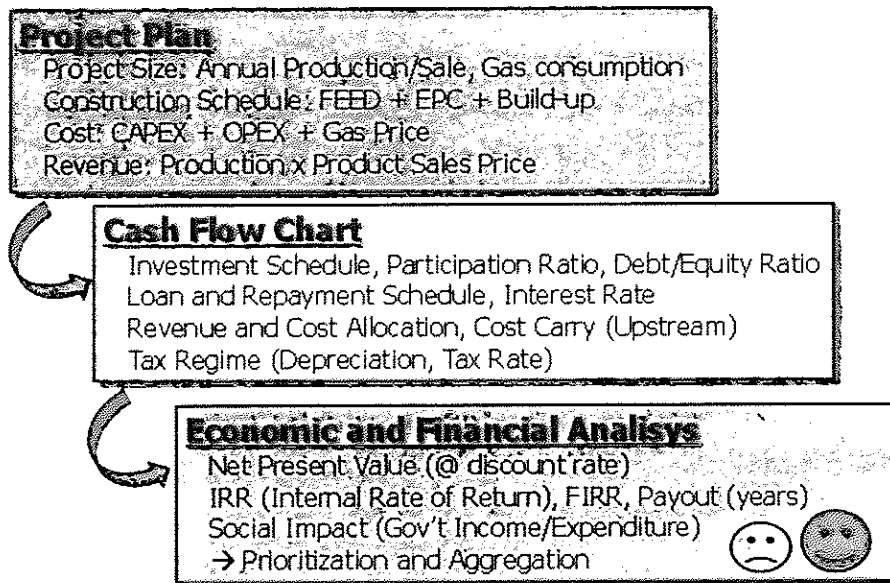 Project Plan
Project Size: Annual Production/Sale, Gas consumption
Construction Schedule: FEED + EPC + Build-up
Cost: CAPEX + OPEX + Gas Price
Revenue: Production x Product Sales Price
Cash Flow Chart
Investment Schedule, Participation Ratio, Debt/Equity Ratio
Loan and Repayment Schedule, Interest Rate
Revenue and Cost Allocation, Cost Carry (Upstream)
Tax Regime (Depreciation, Tax Rate)
Economic and Financial Analisys
Net Present Value (@ discount rate)
IRR (Internal Rate of Return), FIRR, Payout (years)
Social Impact (Gov't Income/Expenditure)
→ Prioritization and Aggregation